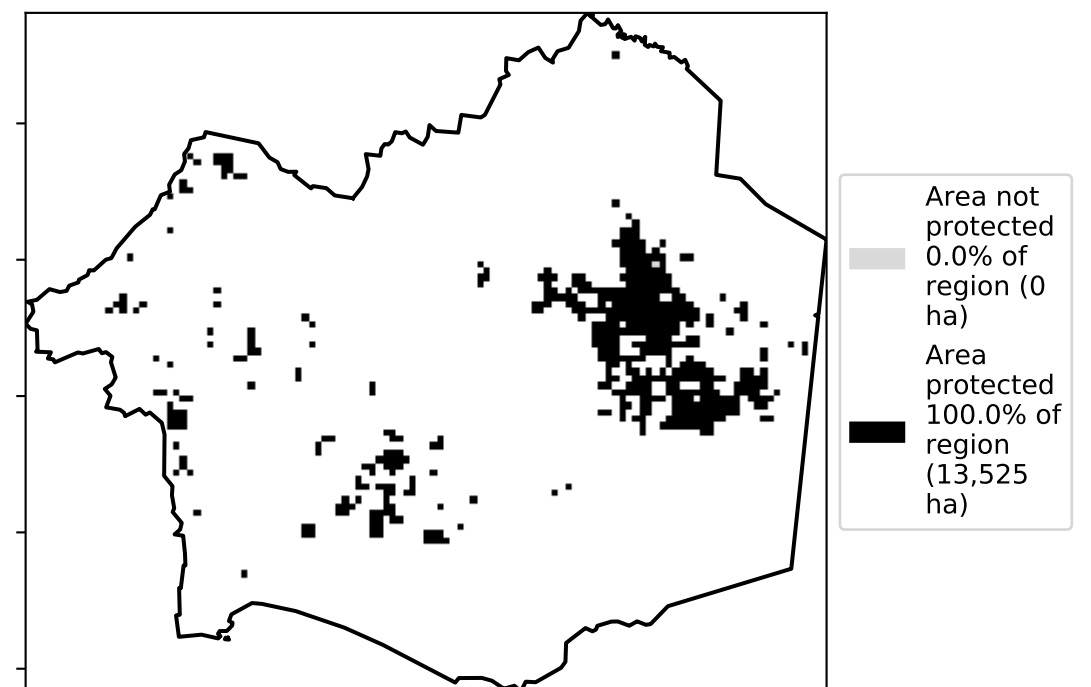 Area not
protected
0.0% of
region (0
ha)
Area
protected
100.0% of
region
(13,525
ha)